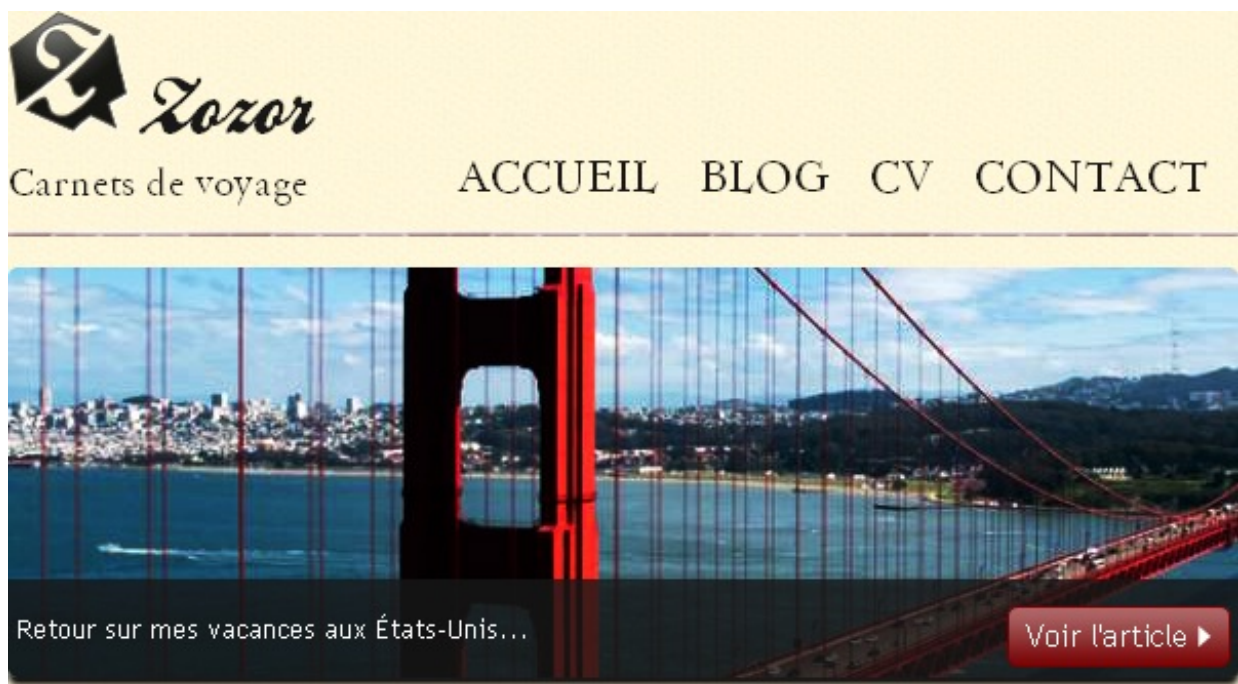 Zozor
Carnets de voyage
ACCUEIL BLOG CV CONTACT
Retour sur mes vacances aux États-Unis...
Voir l'article